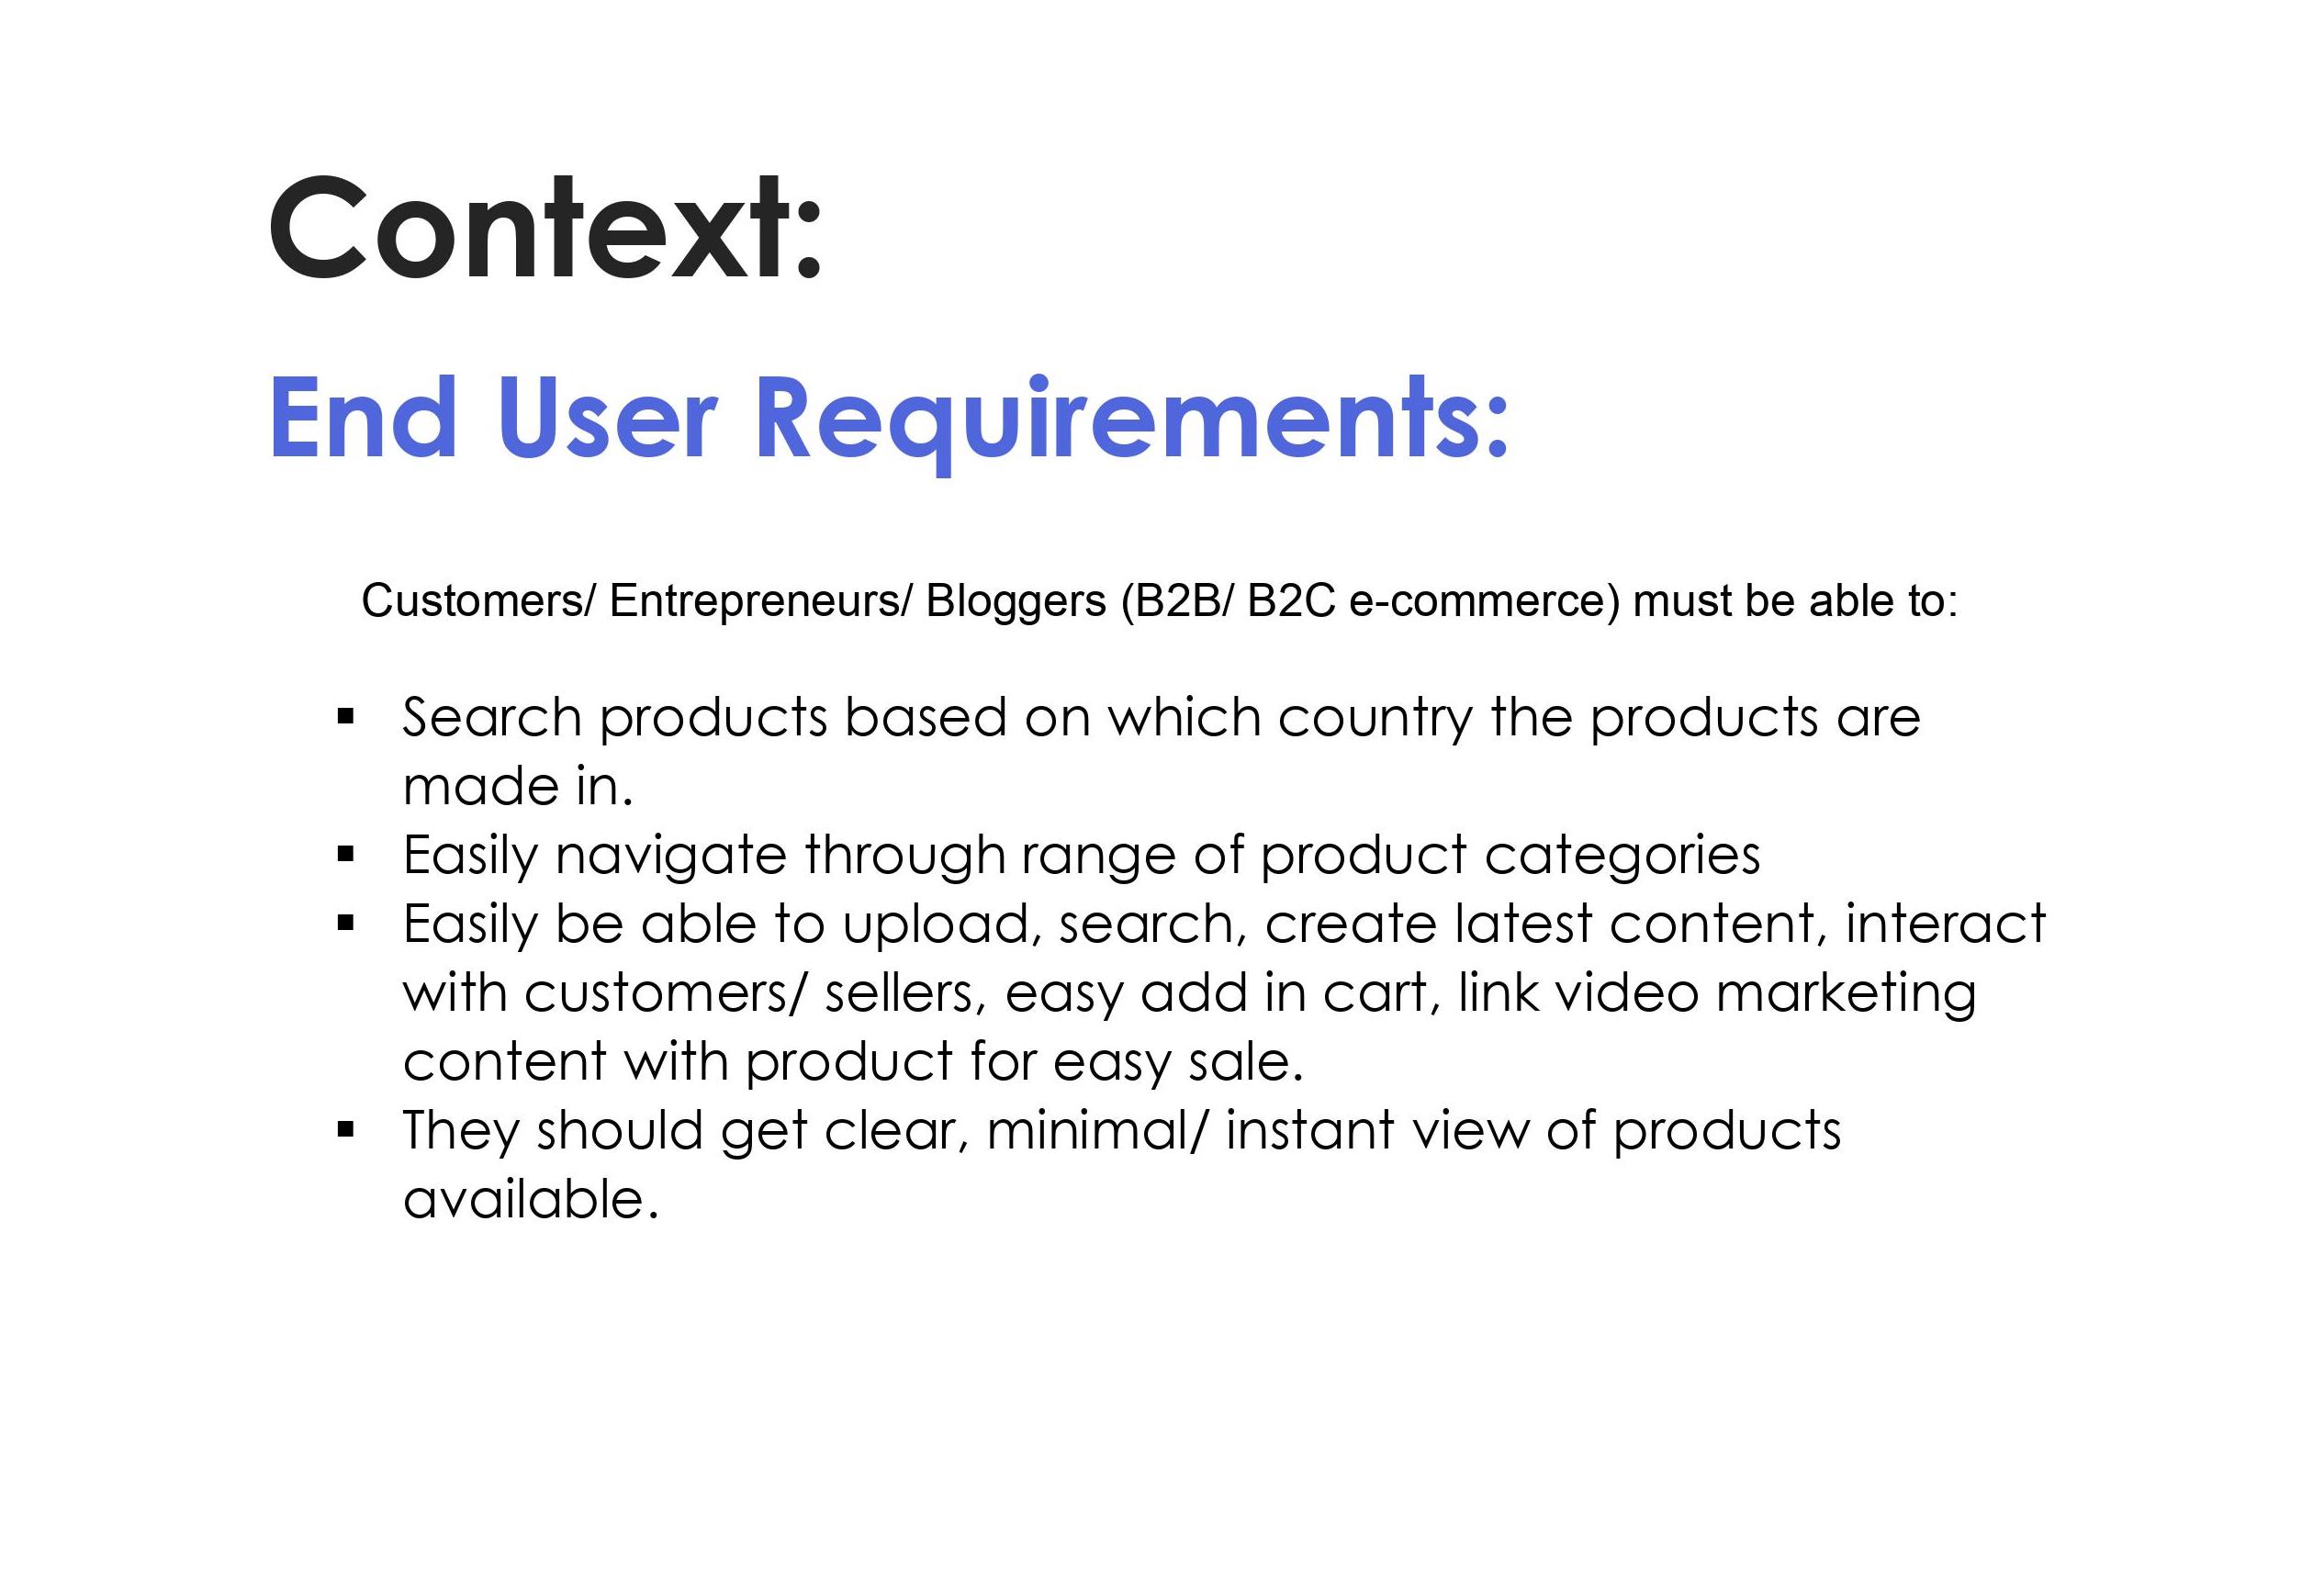 Context:
End User Requirements:
Customers/ Entrepreneurs/ Bloggers (B2B/ B2C e-commerce) must be able to:
▪ Search products based on which country the products are
made in.
▪ Easily navigate through range of product categories
▪ Easily be able to upload, search, create latest content, interact
with customers/ sellers, easy add in cart, link video marketing
content with product for easy sale.
▪ They should get clear, minimal/ instant view of products
available.